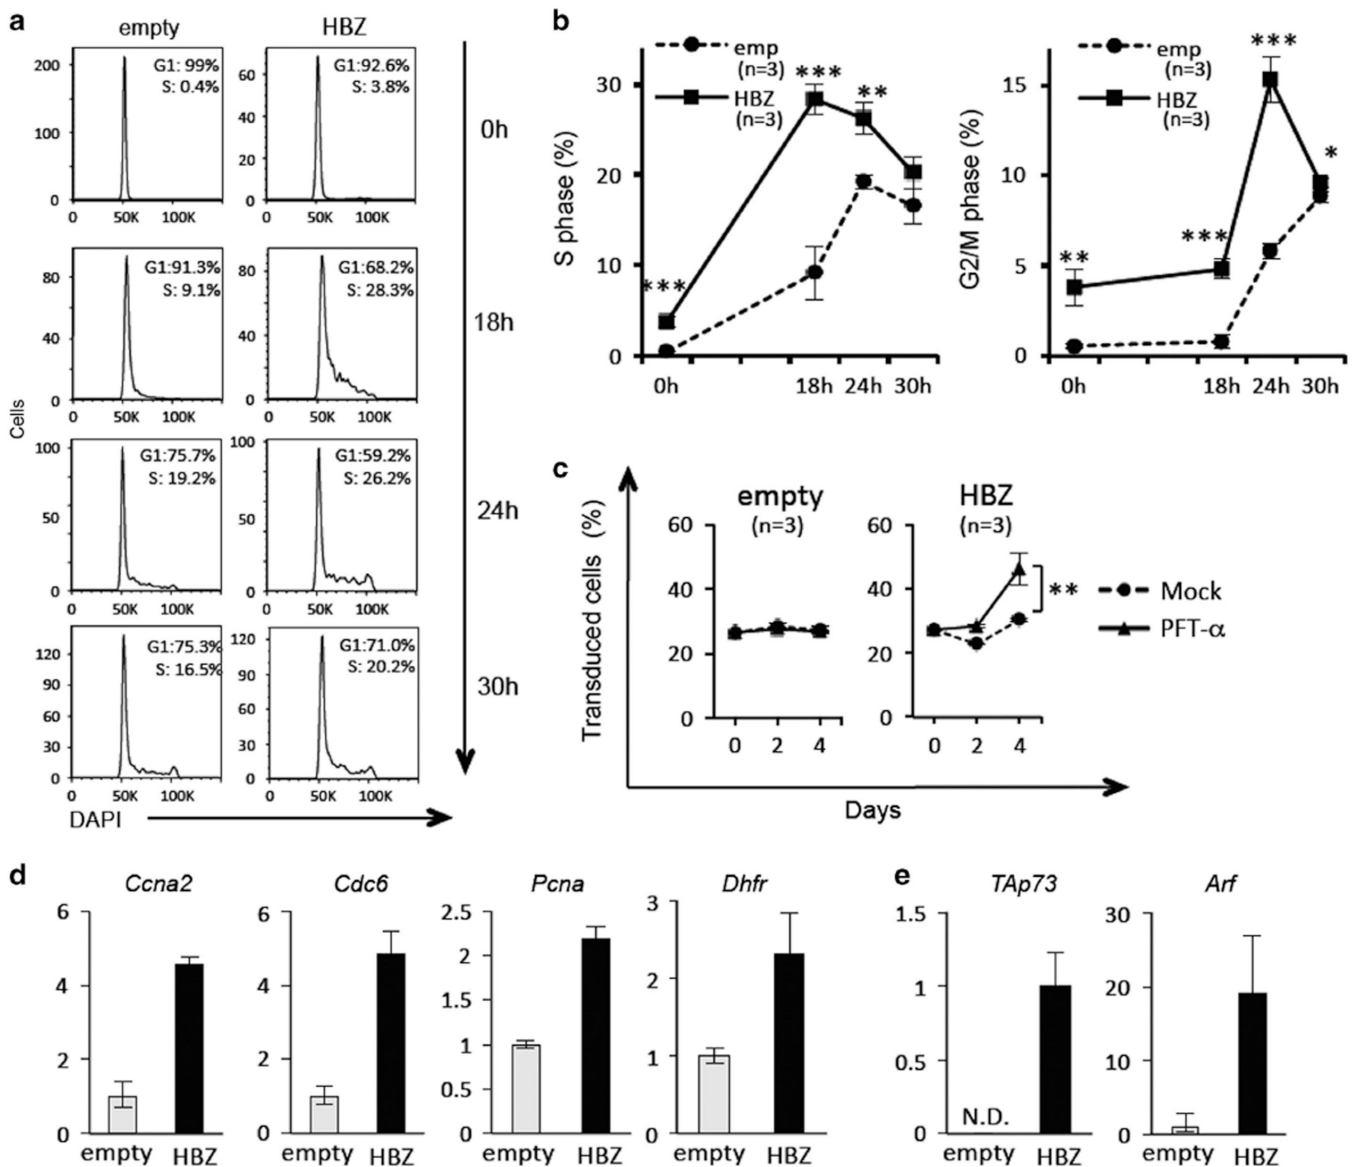 a
empty
HBZ
200
100
0
G1: 99%
S: 0.4%
0 50K 100K
60
40
20
0
G1:92.6%
S: 3.8%
0 50K 100K
0h
80
40
0
G1:91.3%
S: 9.1%
0 50K 100K
80
60
40
20
0
G1:68.2%
S: 28.3%
0 50K 100K
18h
Cells
100
50
0
G1:75.7%
S: 19.2%
0 50K 100K
100
50
0
G1:59.2%
S: 26.2%
0 50K 100K
24h
120
90
60
30
0
G1:75.3%
S: 16.5%
0 50K 100K
120
90
60
30
0
G1:71.0%
S: 20.2%
0 50K 100K
30h
DAPI
b
emp
(n=3)
HBZ
(n=3)
S phase (%)
30
20
10
0
***
***
**
0h 18h 24h 30h
emp
(n=3)
HBZ
(n=3)
G2/M phase (%)
15
10
5
0
**
***
***
*
0h 18h 24h 30h
c
Transduced cells (%)
empty
(n=3)
60
40
20
0
0 2 4
HBZ
(n=3)
60
40
20
0
0 2 4
**
Mock
PFT-α
Days
d
Ccna2
6
4
2
0
empty HBZ
Cdc6
6
4
2
0
empty HBZ
Pcna
2.5
2
1.5
1
0.5
0
empty HBZ
Dhfr
3
2
1
0
empty HBZ
e
TAp73
1.5
1
0.5
0
N.D.
empty HBZ
Arf
30
20
10
0
empty HBZ